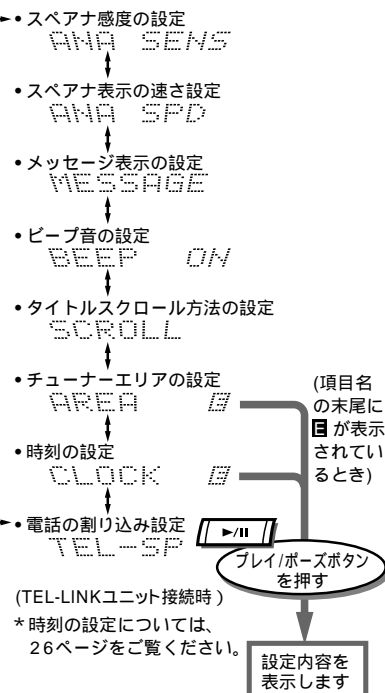 • スペアナ感度の設定
ANA SENS
• スペアナ表示の速さ設定
ANA SPD
• メッセージ表示の設定
MESSAGE
• ビープ音の設定
BEEP ON
• タイトルスクロール方法の設定
SCROLL
• チューナーエリアの設定
AREA E
(項目名
の末尾に
E が表示
されてい
るとき)
• 時刻の設定
CLOCK E
• 電話の割り込み設定
TEL-SP
►/II
プレイ/ポーズボタン
を押す
(TEL-LINKユニット接続時)
* 時刻の設定については、
26ページをご覧ください。
設定内容を
表示します